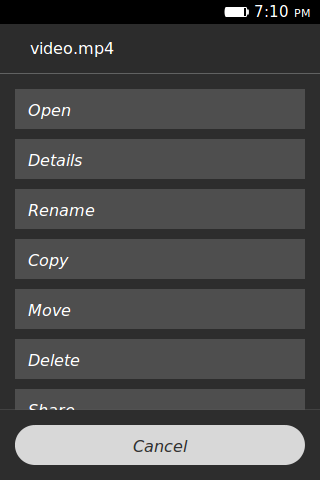 7:10 PM
video.mp4
Open
Details
Rename
Copy
Move
Delete
Share
Cancel